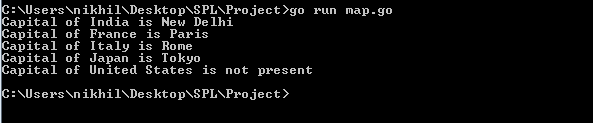 C:\Users\nikhil\Desktop\SPL\Project>go run map.go
Capital of India is New Delhi
Capital of France is Paris
Capital of Italy is Rome
Capital of Japan is Tokyo
Capital of United States is not present
C:\Users\nikhil\Desktop\SPL\Project>